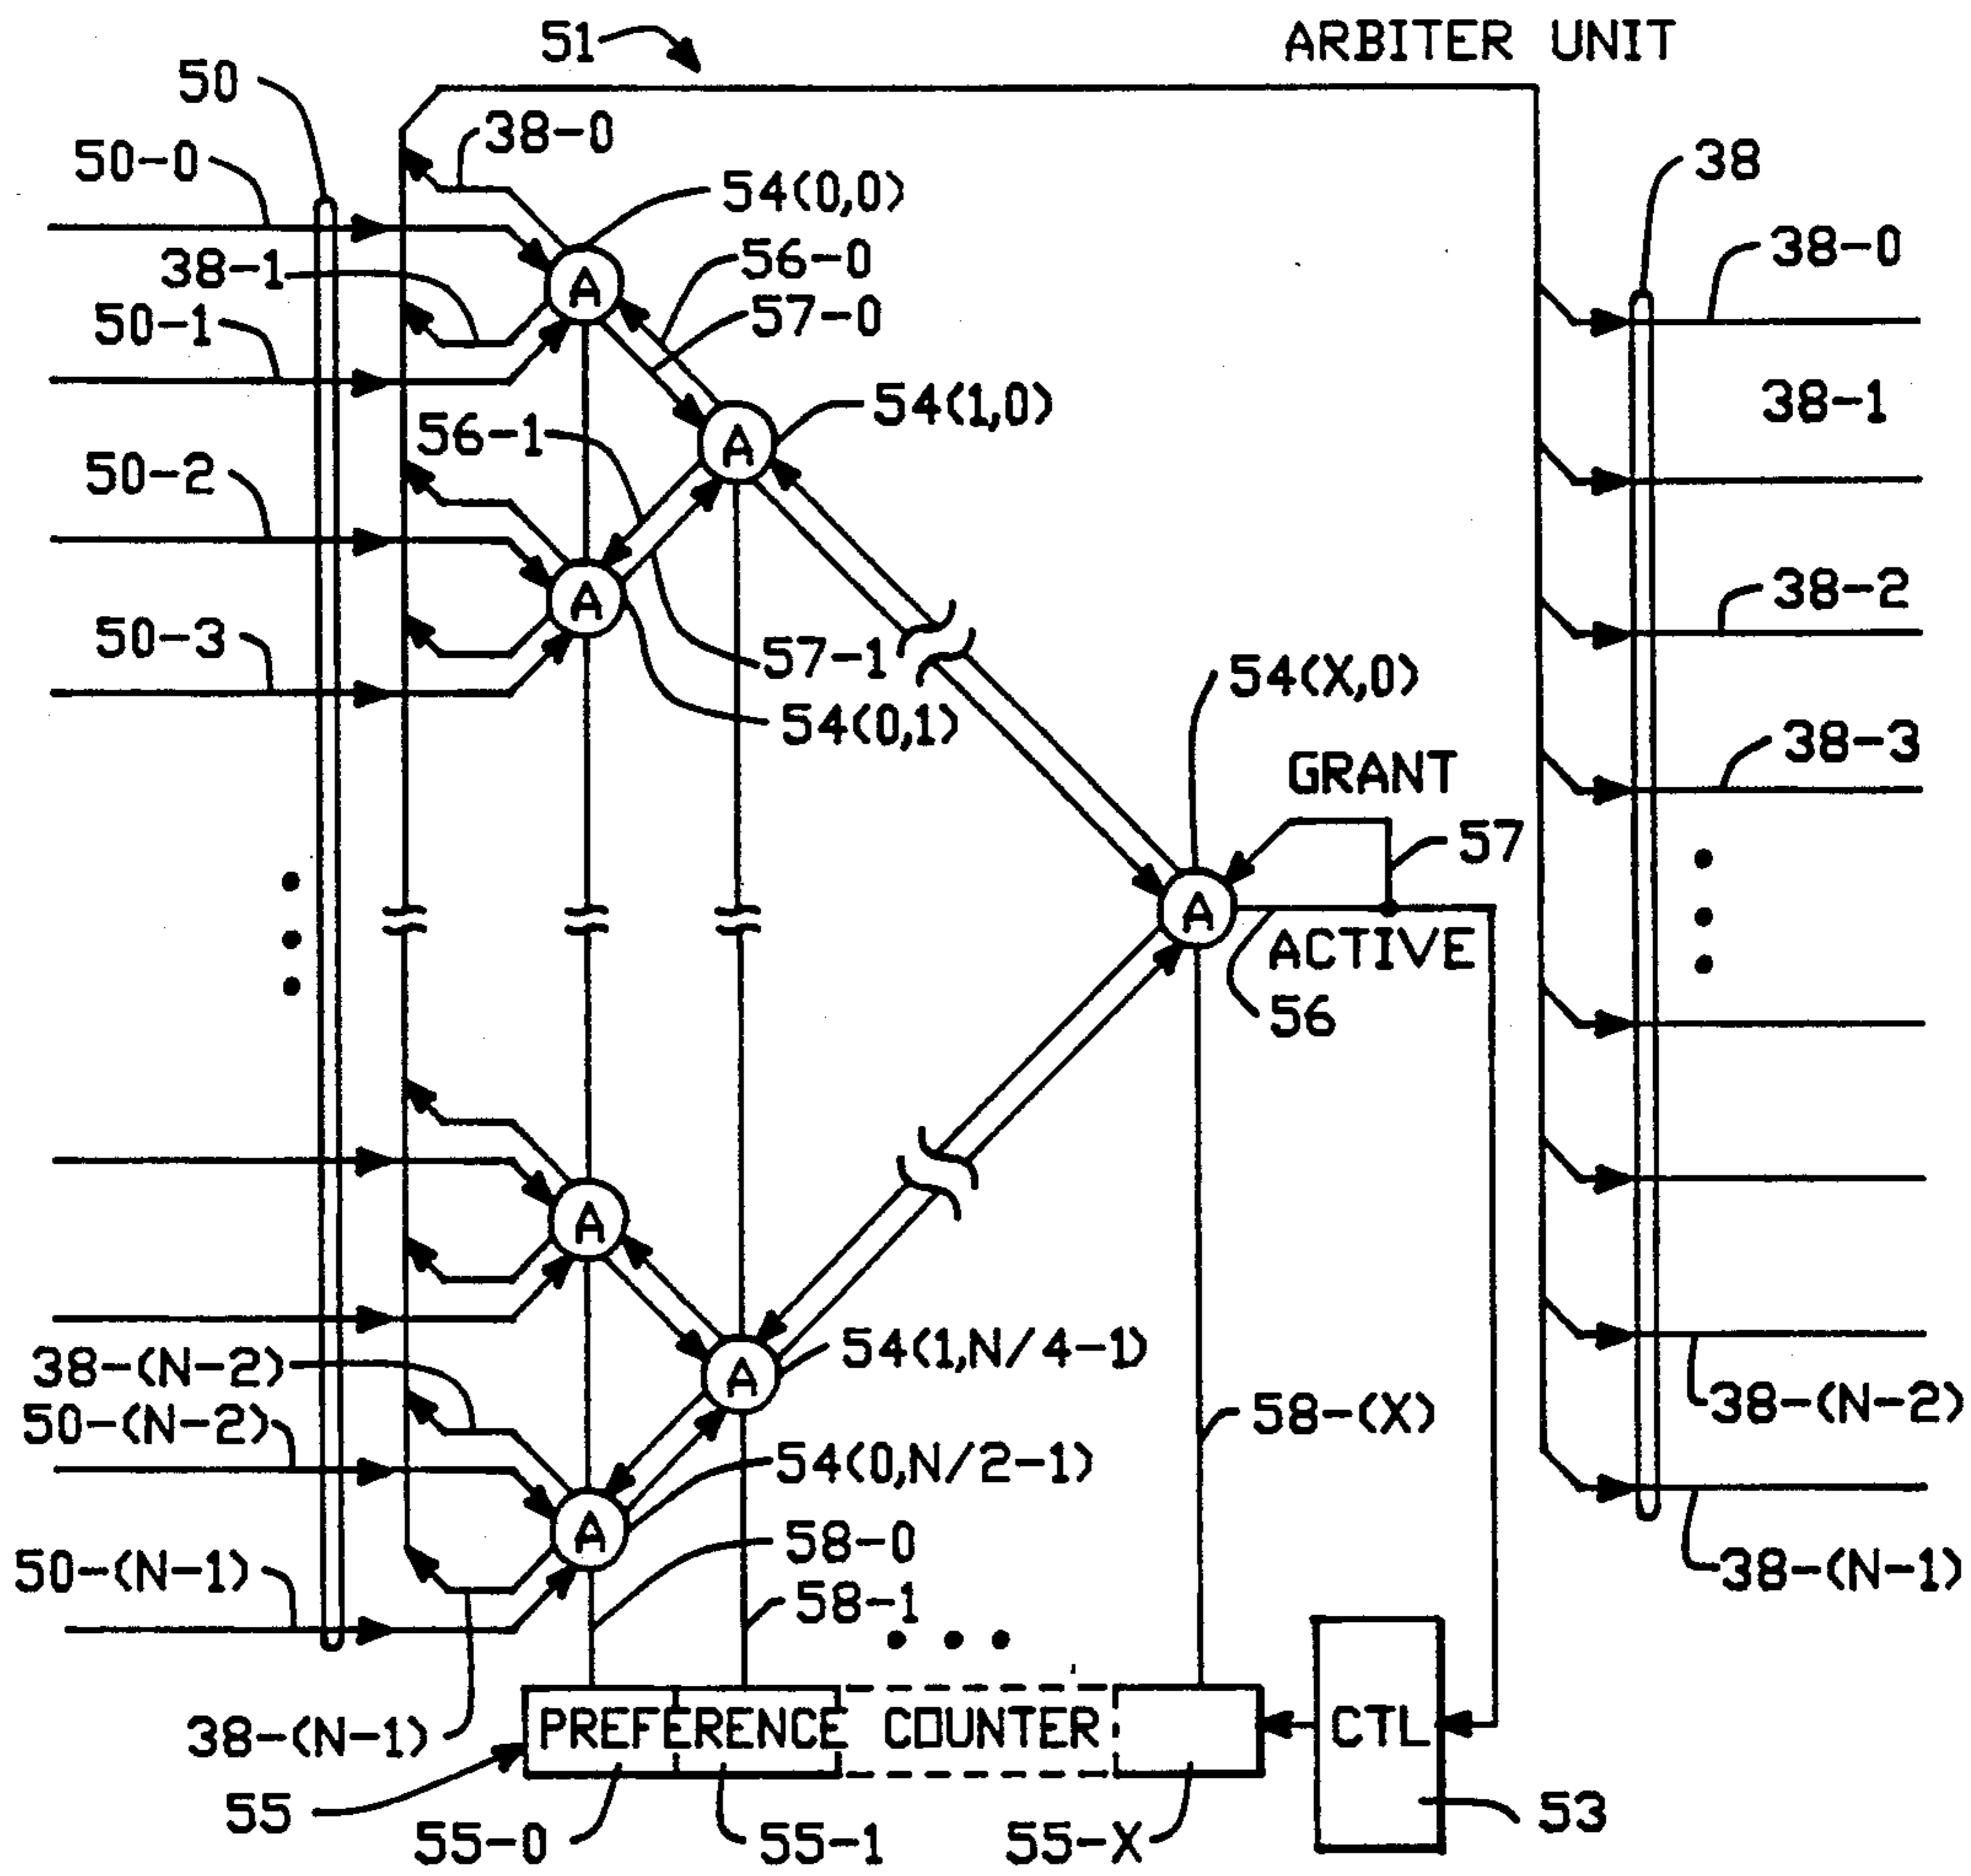 51
ARBITER UNIT
50
38-0
50-0
38
54(0,0)
38-0
56-0
38-1
57-0
50-1
38-1
54(1,0)
56-1
50-2
38-2
50-3
57-1
54(X,0)
54(0,1)
38-3
GRANT
57
A
A
A
A
ACTIVE
56
A
54(1,N/4-1)
38-(N-2)
A
38-(N-2)
58-(X)
50-(N-2)
54(0,N/2-1)
A
58-0
50-(N-1)
38-(N-1)
58-1
PREFERENCE COUNTER
CTL
38-(N-1)
55
53
55-0
55-1
55-X